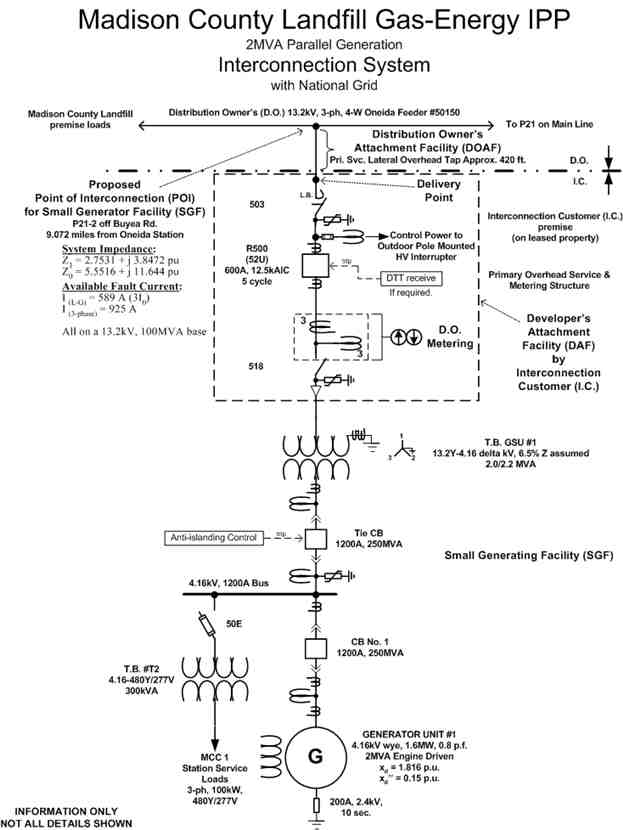 Madison County Landfill Gas-Energy IPP
2MVA Parallel Generation
Interconnection System
with National Grid
Distribution Owner's (D.O.) 13.2kV, 3-ph, 4-W Oneida Feeder #50150
Madison County Landfill
premise loads
To P21 on Main Line
Distribution Owner's
Attachment Facility (DOAF)
Pri. Svc. Lateral Overhead Tap Approx. 420 ft.
D.O.
I.C.
Proposed
Point of Interconnection (POI)
for Small Generator Facility (SGF)
P21-2 off Buyea Rd.
9.072 miles from Oneida Station
System Impedance:
Z1 = 2.7531 + j 3.8472 pu
Z0 = 5.5516 + j 11.644 pu
Available Fault Current:
I (L-G) = 589 A (3I0)
I (3-phase) = 925 A
All on a 13.2kV, 100MVA base
L.B.
Delivery
Point
503
Control Power to
Outdoor Pole Mounted
HV Interrupter
R500
(52U)
600A, 12.5kAIC
5 cycle
trip
DTT receive
If required.
3
3
D.O.
Metering
518
Interconnection Customer (I.C.)
premise
(on leased property)
Primary Overhead Service &
Metering Structure
Developer's
Attachment
Facility (DAF)
by
Interconnection
Customer (I.C.)
1
3 2
T.B. GSU #1
13.2Y-4.16 delta kV, 6.5% Z assumed
2.0/2.2 MVA
Anti-islanding Control
trip
Tie CB
1200A, 250MVA
Small Generating Facility (SGF)
4.16kV, 1200A Bus
50E
CB No. 1
1200A, 250MVA
T.B. #T2
4.16-480Y/277V
300kVA
MCC 1
Station Service
Loads
3-ph, 100kW,
480Y/277V
G
GENERATOR UNIT #1
4.16kV wye, 1.6MW, 0.8 p.f.
2MVA Engine Driven
xd = 1.816 p.u.
xd'' = 0.15 p.u.
200A, 2.4kV,
10 sec.
INFORMATION ONLY
NOT ALL DETAILS SHOWN